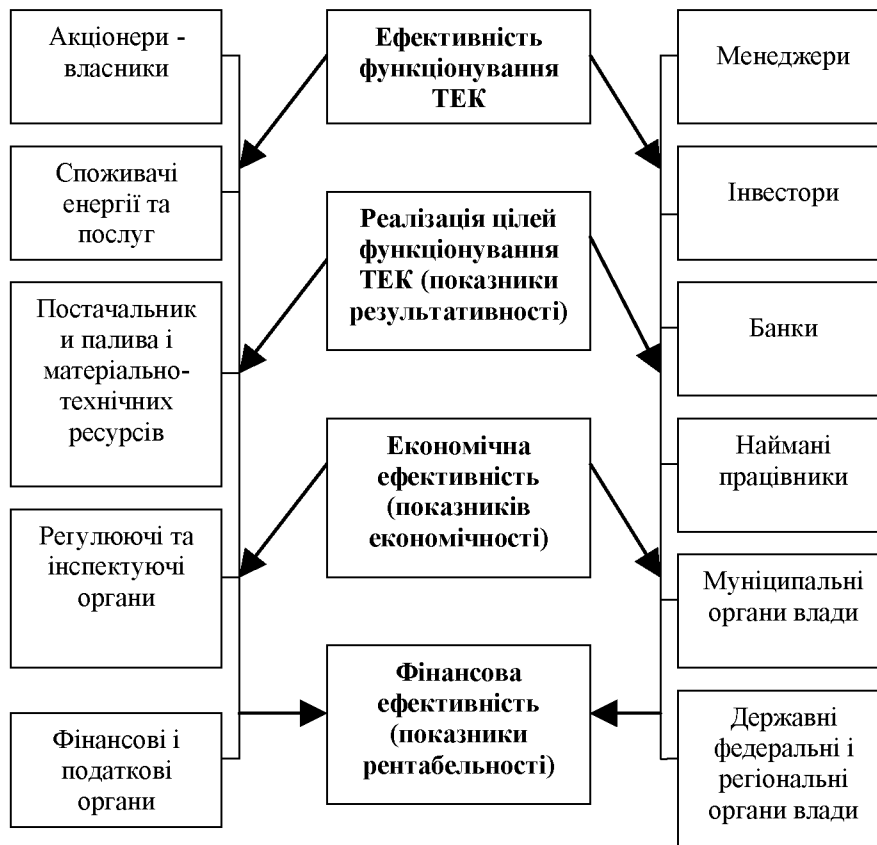 Акціонери -
власники
Споживачі
енергії та
послуг
Постачальник
и палива і
матеріально-
технічних
ресурсів
Регулюючі та
інспектуючі
органи
Фінансові і
податкові
органи
Ефективність
функціонування
ТЕК
Реалізація цілей
функціонування
ТЕК (показники
результативності)
Економічна
ефективність
(показників
економічності)
Фінансова
ефективність
(показники
рентабельності)
Менеджери
Інвестори
Банки
Наймані
працівники
Муніципальні
органи влади
Державні
федеральні і
регіональні
органи влади